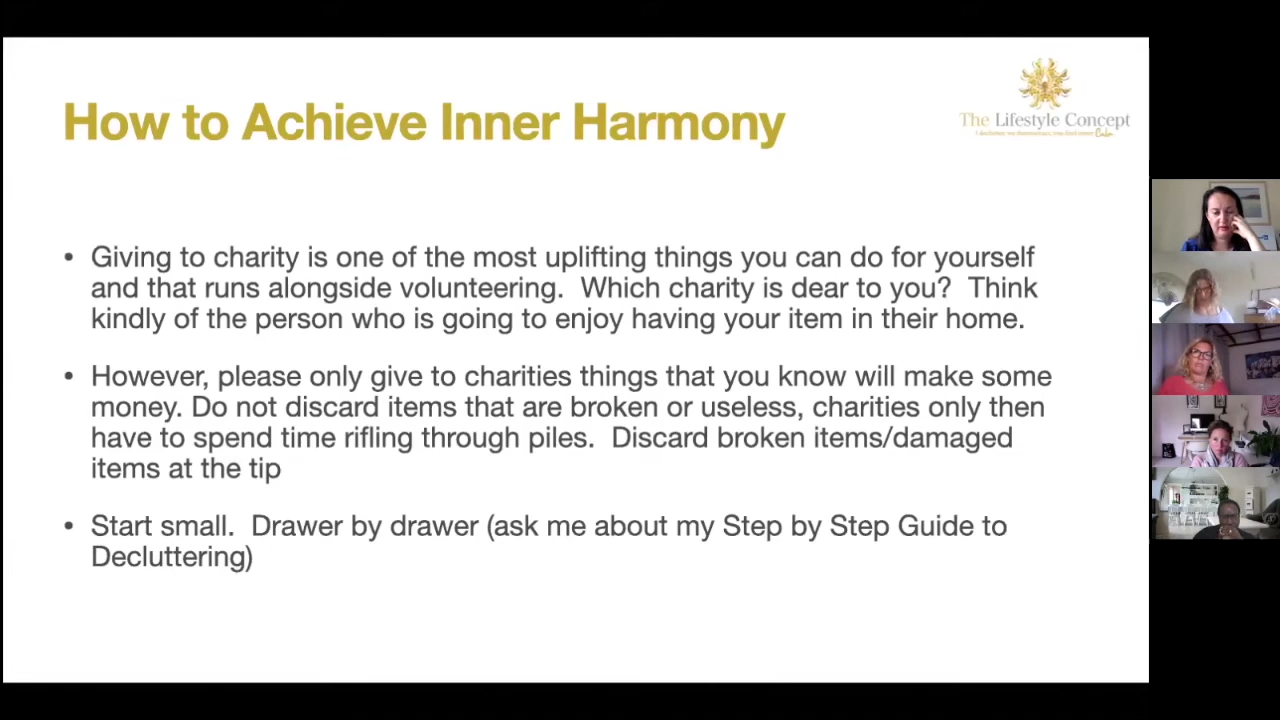 How to Achieve Inner Harmony
The Lifestyle Concept
• Giving to charity is one of the most uplifting things you can do for yourself
and that runs alongside volunteering.  Which charity is dear to you?  Think
kindly of the person who is going to enjoy having your item in their home.
• However, please only give to charities things that you know will make some
money. Do not discard items that are broken or useless, charities only then
have to spend time rifling through piles.  Discard broken items/damaged
items at the tip
• Start small.  Drawer by drawer (ask me about my Step by Step Guide to
Decluttering)